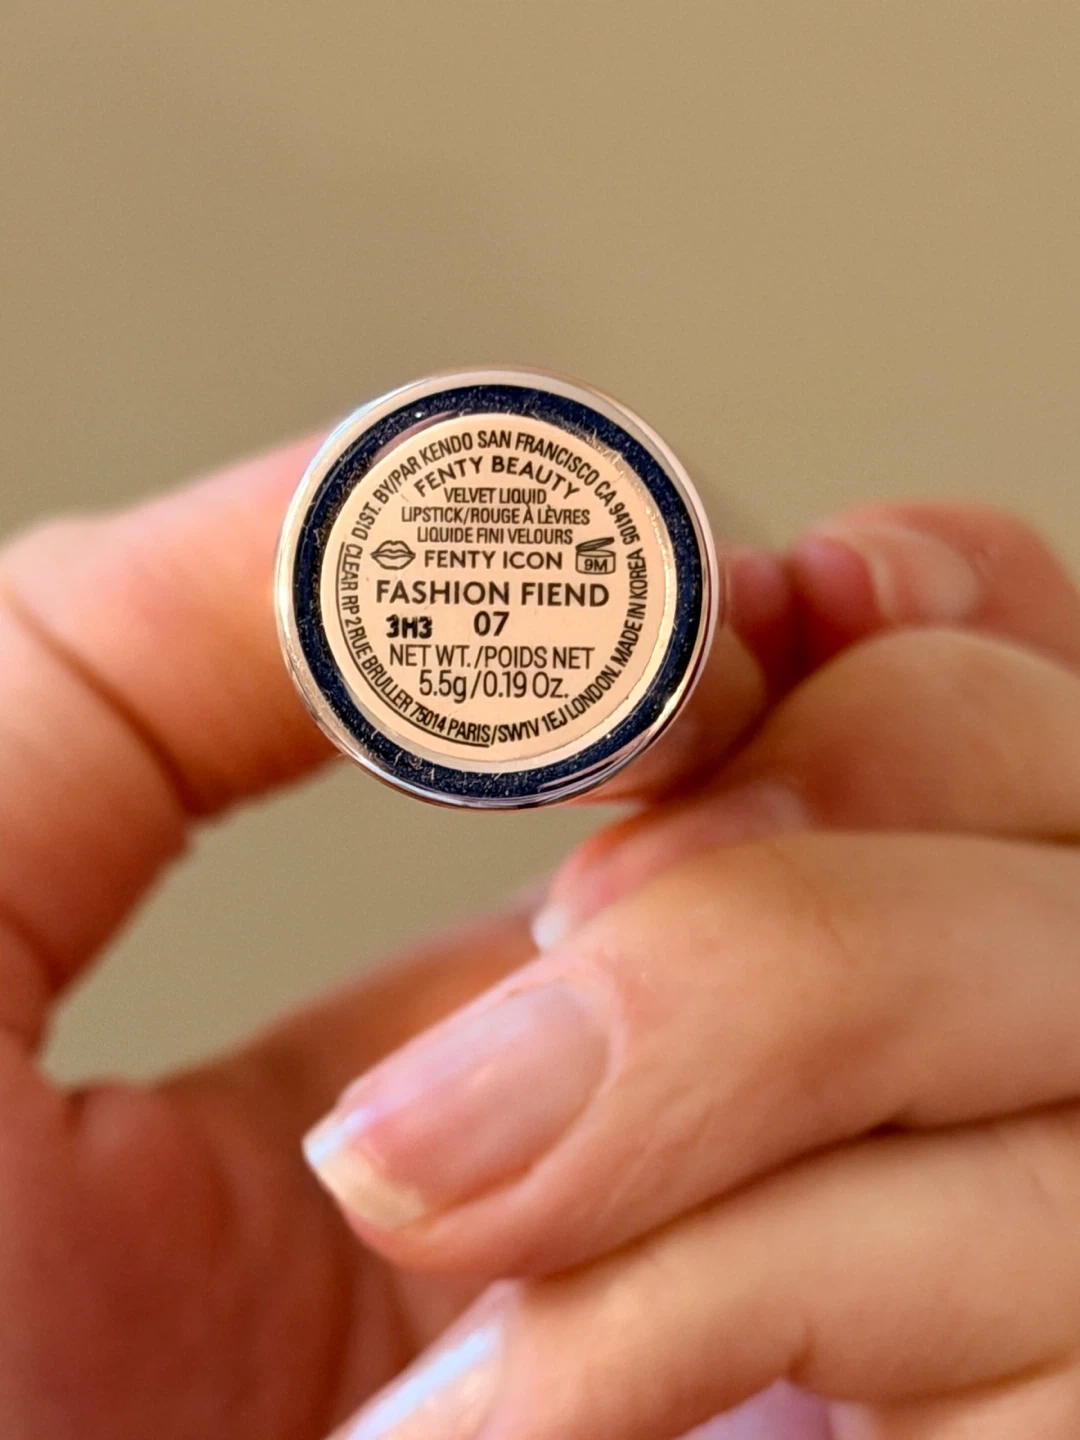 DIST. BY/PAR KENDO SAN FRANCISCO CA 94105
FENTY BEAUTY
VELVET LIQUID
LIPSTICK/ROUGE À LÈVRES
LIQUIDE FINI VELOURS
FENTY ICON
9M
FASHION FIEND
3H3 07
NET WT./POIDS NET
5.5g/0.19 Oz.
CLEAR RP 2 RUE BRULLER 75014 PARIS/SW1V 1EJ LONDON. MADE IN KOREA